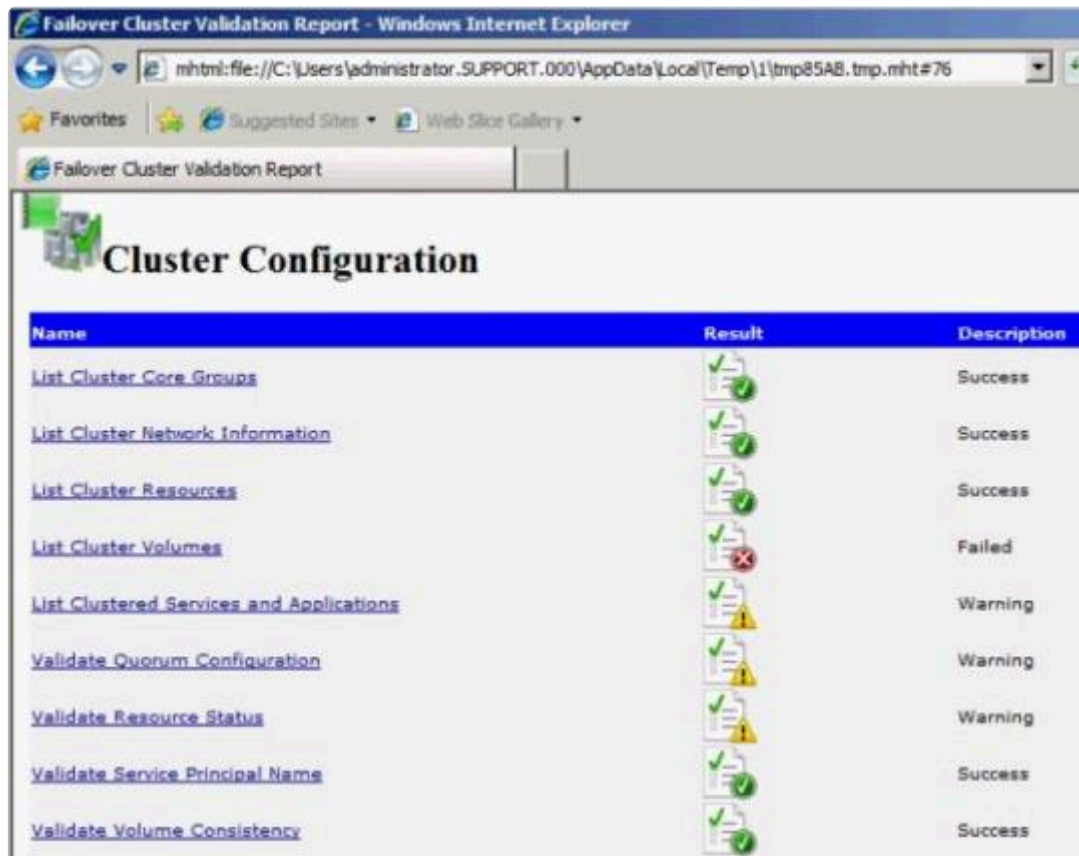 Failover Cluster Validation Report - Windows Internet Explorer
mhtml:file://C:\Users\administrator.SUPPORT.000\AppData\Local\Temp\1\tmp85AB.tmp.mht#76
Favorites Suggested Sites Web Slice Gallery
Failover Cluster Validation Report
Cluster Configuration
Name Result Description
List Cluster Core Groups Success
List Cluster Network Information Success
List Cluster Resources Success
List Cluster Volumes Failed
List Clustered Services and Applications Warning
Validate Quorum Configuration Warning
Validate Resource Status Warning
Validate Service Principal Name Success
Validate Volume Consistency Success